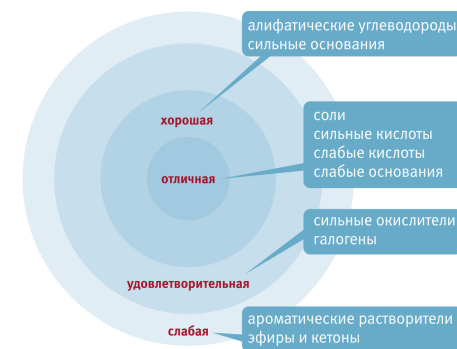 алифатические углеводороды
сильные основания
хорошая
соли
сильные кислоты
слабые кислоты
слабые основания
отличная
сильные окислители
галогены
удовлетворительная
ароматические растворители
эфиры и кетоны
слабая